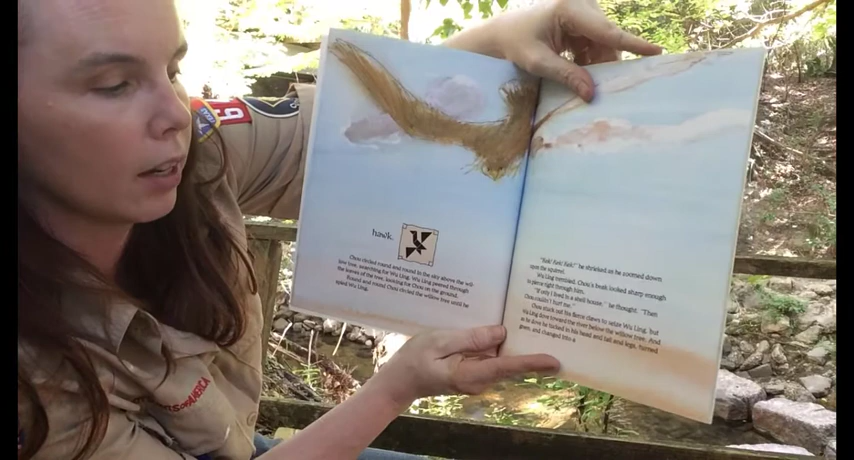 9
S OF AMERICA
hawk.
Chou circled round and round in the sky above the wil-
low tree, searching for Wu Ling. Wu Ling peered through
the leaves of the tree, looking for Chou on the ground.
Round and round Chou circled the willow tree until he
spied Wu Ling.
"Kek! Kek! Kek!" he shrieked as he zoomed down
upon the squirrel.
Wu Ling trembled. Chou's beak looked sharp enough
to pierce right through him.
"If only I lived in a shell house," he thought. "Then
Chou couldn't hurt me."
Chou stuck out his fierce claws to seize Wu Ling, but
Wu Ling dove toward the river below the willow tree. And
as he dove he tucked in his head and tail and legs, turned
green, and changed into a